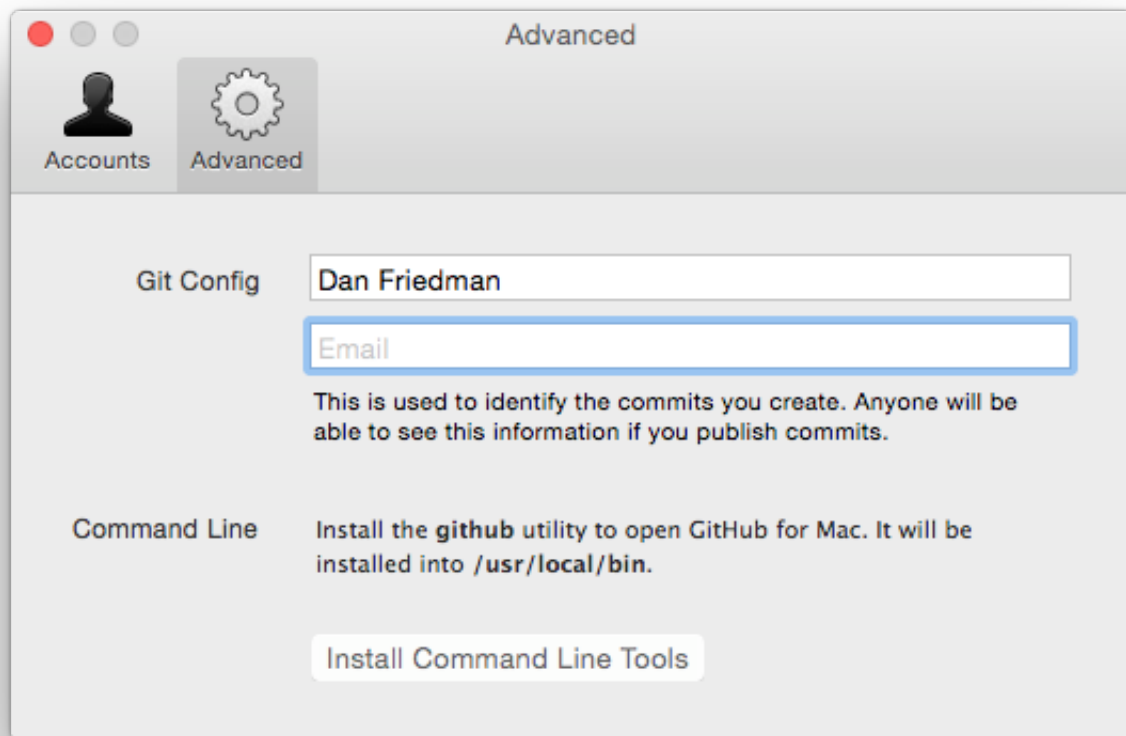 Advanced
Accounts
Advanced
Git Config
Dan Friedman
Email
This is used to identify the commits you create. Anyone will be
able to see this information if you publish commits.
Command Line
Install the github utility to open GitHub for Mac. It will be
installed into /usr/local/bin.
Install Command Line Tools